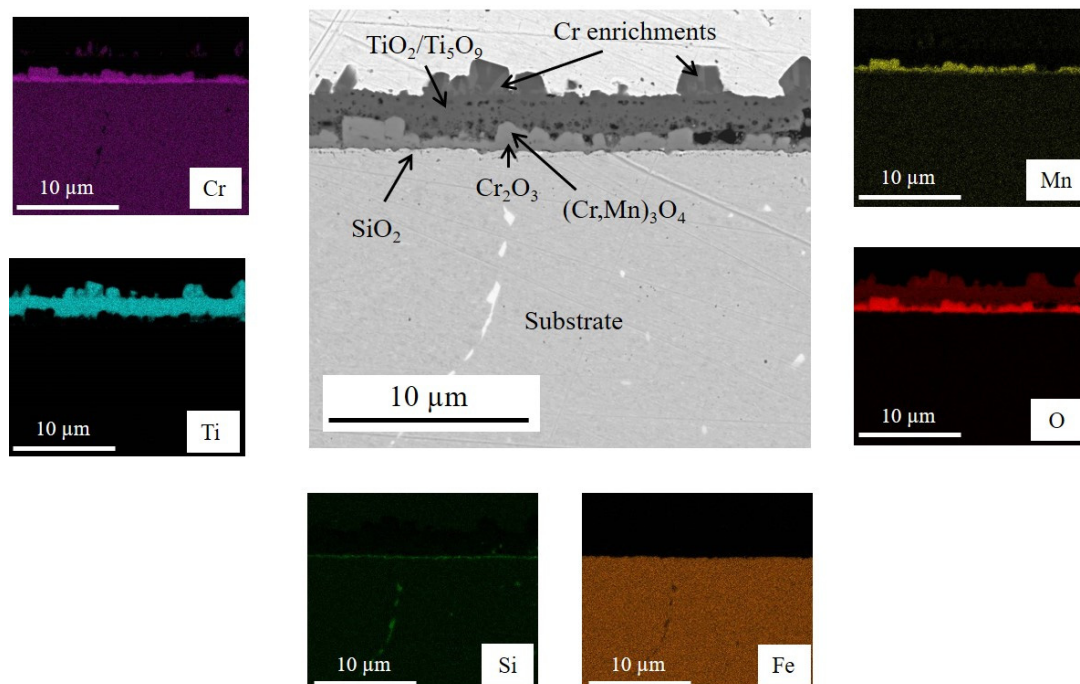 TiO₂/Ti₅O₉
Cr enrichments
SiO₂
Cr₂O₃
(Cr,Mn)₃O₄
Substrate
10 µm
10 µm
Cr
10 µm
Mn
10 µm
Ti
10 µm
O
10 µm
Si
10 µm
Fe